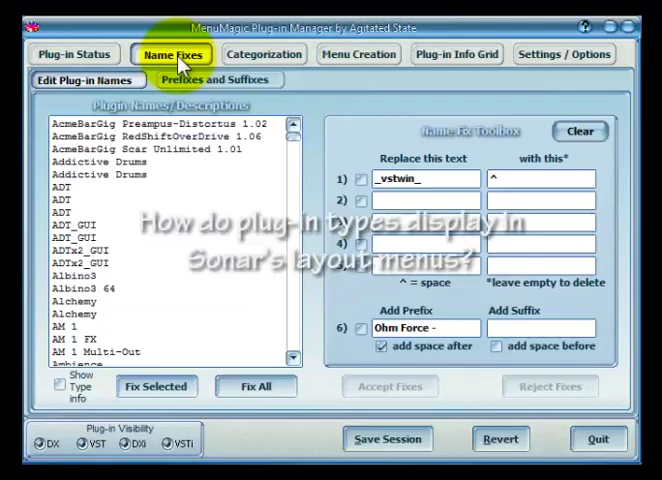 MenuMagic Plug-in Manager by Agitated State
Plug-in Status
Name Fixes
Categorization
Menu Creation
Plug-in Info Grid
Settings / Options
Edit Plug-in Names
Prefixes and Suffixes
Plugin Names/Descriptions
AcmeBarGig Preampus-Distortus 1.02
AcmeBarGig RedShiftOverDrive 1.06
AcmeBarGig Scar Unlimited 1.01
Addictive Drums
Addictive Drums
ADT
ADT
ADT
ADT_GUI
ADT_GUI
ADTx2_GUI
ADTx2_GUI
Albino3
Albino3 64
Alchemy
Alchemy
AM 1
AM 1 FX
AM 1 Multi-Out
Ambience
Name Fix Toolbox
Clear
Replace this text
with this*
1)
_vstwin_
^
2)
4)
^ = space
*leave empty to delete
Add Prefix
Add Suffix
6)
Ohm Force -
add space after
add space before
How do plug-in types display in
Sonar's layout menus?
Show
Type
info
Fix Selected
Fix All
Accept Fixes
Reject Fixes
Plug-in Visibility
DX
VST
DXi
VSTi
Save Session
Revert
Quit